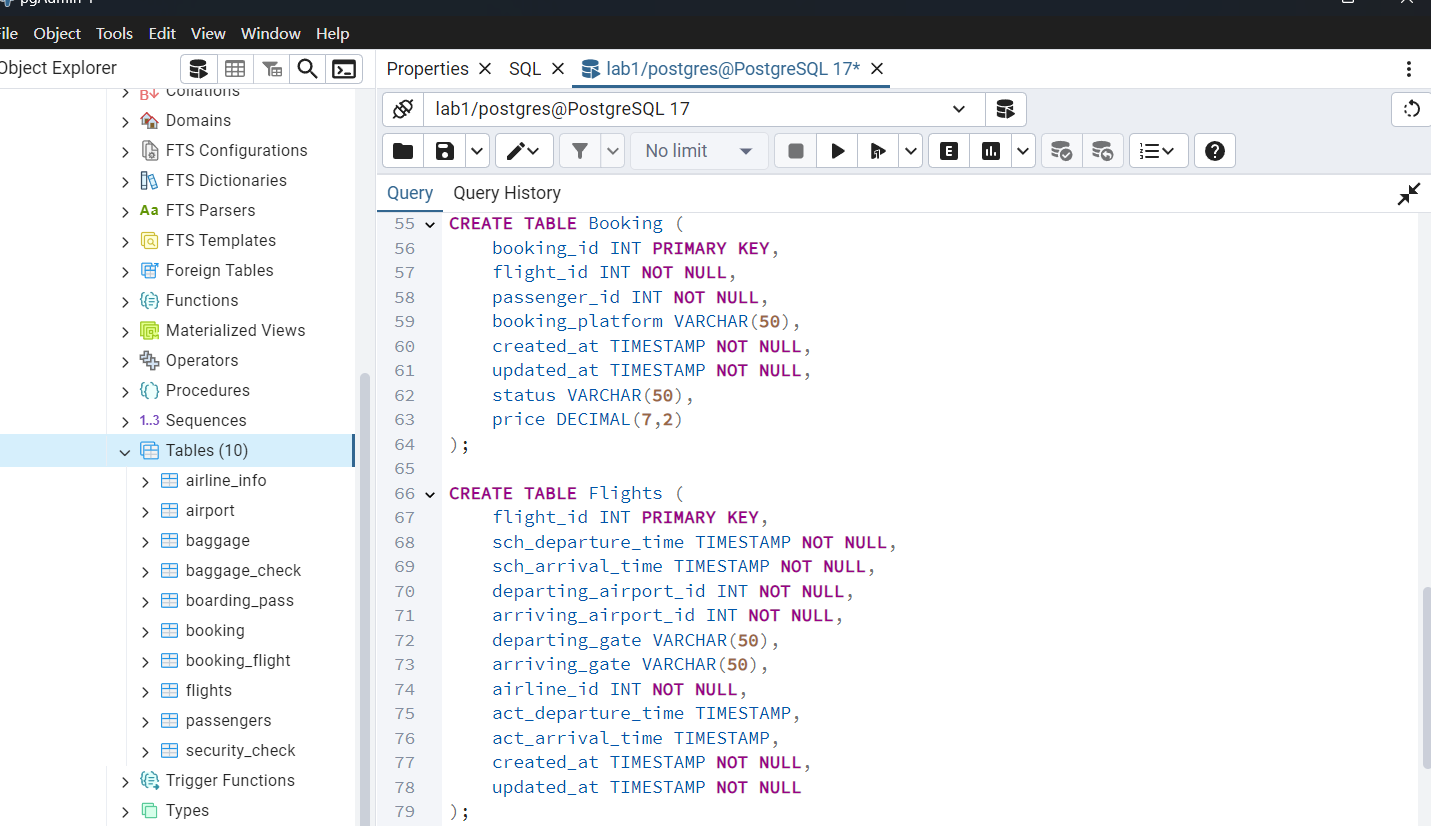 pgAdmin 4
File Object Tools Edit View Window Help
Object Explorer
Collations
Domains
FTS Configurations
FTS Dictionaries
Aa FTS Parsers
FTS Templates
Foreign Tables
Functions
Materialized Views
Operators
Procedures
1..3 Sequences
Tables (10)
airline_info
airport
baggage
baggage_check
boarding_pass
booking
booking_flight
flights
passengers
security_check
Trigger Functions
Types
Properties SQL lab1/postgres@PostgreSQL 17*
lab1/postgres@PostgreSQL 17
No limit E
Query Query History
55 CREATE TABLE Booking (
56 booking_id INT PRIMARY KEY,
57 flight_id INT NOT NULL,
58 passenger_id INT NOT NULL,
59 booking_platform VARCHAR(50),
60 created_at TIMESTAMP NOT NULL,
61 updated_at TIMESTAMP NOT NULL,
62 status VARCHAR(50),
63 price DECIMAL(7,2)
64 );
65
66 CREATE TABLE Flights (
67 flight_id INT PRIMARY KEY,
68 sch_departure_time TIMESTAMP NOT NULL,
69 sch_arrival_time TIMESTAMP NOT NULL,
70 departing_airport_id INT NOT NULL,
71 arriving_airport_id INT NOT NULL,
72 departing_gate VARCHAR(50),
73 arriving_gate VARCHAR(50),
74 airline_id INT NOT NULL,
75 act_departure_time TIMESTAMP,
76 act_arrival_time TIMESTAMP,
77 created_at TIMESTAMP NOT NULL,
78 updated_at TIMESTAMP NOT NULL
79 );